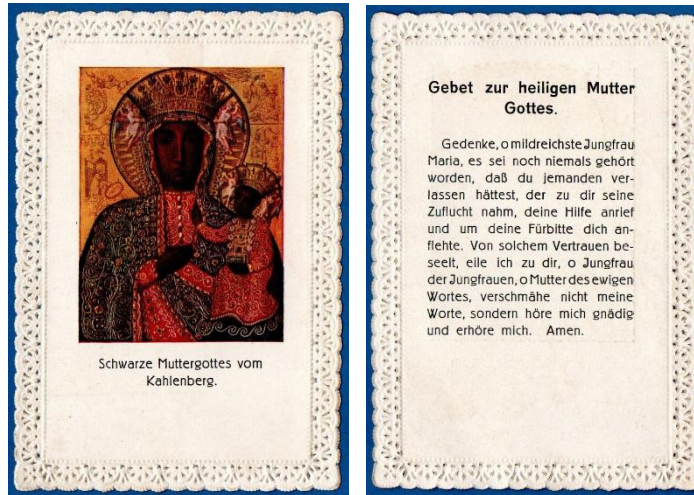 Schwarze Muttergottes vom
Kahlenberg.
Gebet zur heiligen Mutter
Gottes.
Gedenke, o mildreichste Jungfrau
Maria, es sei noch niemals gehört
worden, daß du jemanden ver-
lassen hättest, der zu dir seine
Zuflucht nahm, deine Hilfe anrief
und um deine Fürbitte dich an-
flehte. Von solchem Vertrauen be-
seelt, eile ich zu dir, o Jungfrau
der Jungfrauen, o Mutter des ewigen
Wortes, verschmähe nicht meine
Worte, sondern höre mich gnädig
und erhöre mich. Amen.